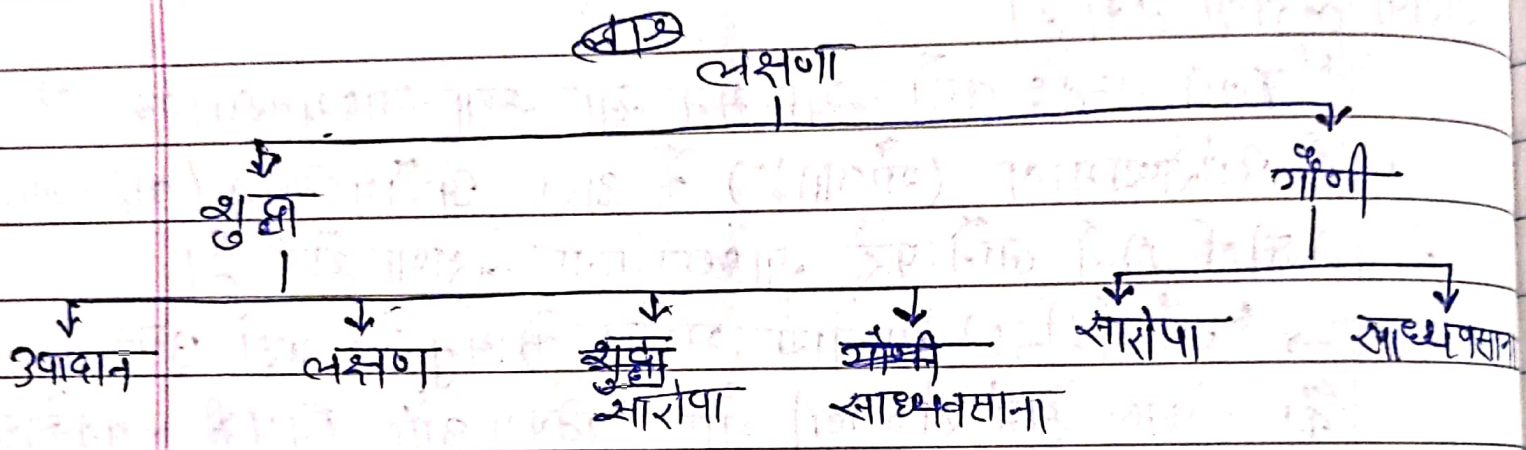 लक्षणा
शुद्धा गौणी
उपादान लक्षण सारोपा साध्यवसाना सारोपा साध्यवसाना